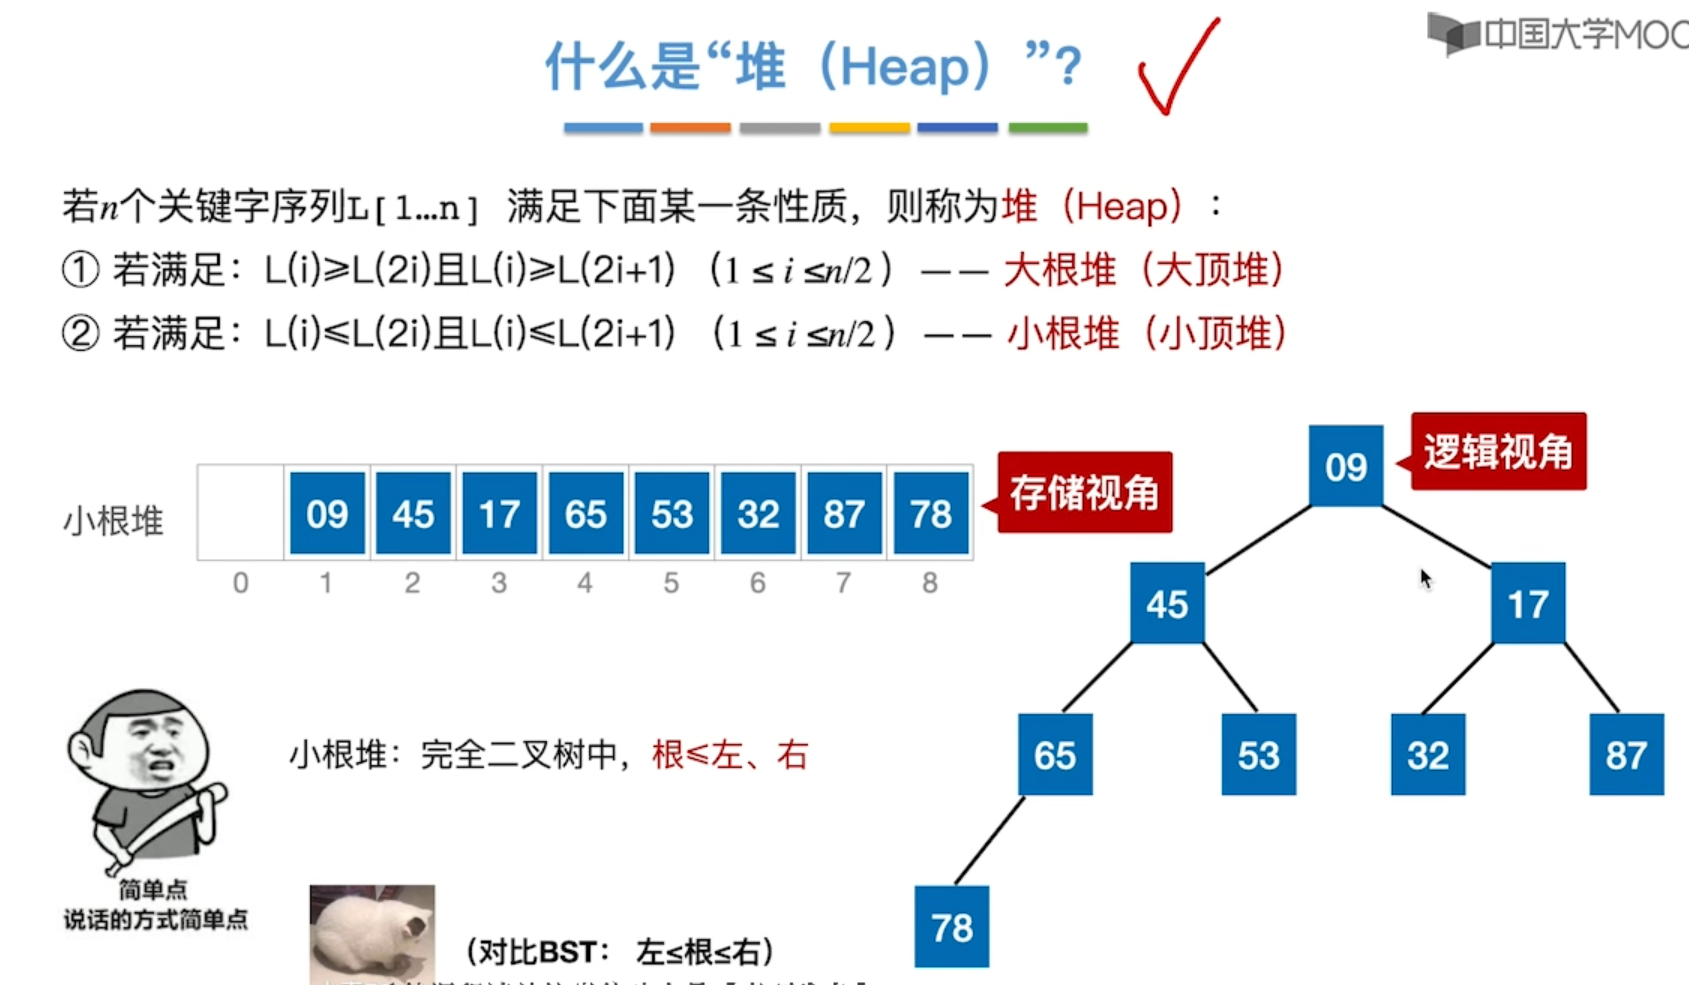 中国大学MOO
什么是“堆（Heap）”?
若n个关键字序列L[1…n] 满足下面某一条性质，则称为堆（Heap）：
① 若满足：L(i)≥L(2i)且L(i)≥L(2i+1) （1 ≤ i ≤n/2 ） —— 大根堆（大顶堆）
② 若满足：L(i)≤L(2i)且L(i)≤L(2i+1) （1 ≤ i ≤n/2 ） —— 小根堆（小顶堆）
小根堆
09 45 17 65 53 32 87 78
0 1 2 3 4 5 6 7 8
存储视角
逻辑视角
09
45 17
65 53 32 87
78
小根堆：完全二叉树中，根≤左、右
简单点
说话的方式简单点
（对比BST： 左≤根≤右）